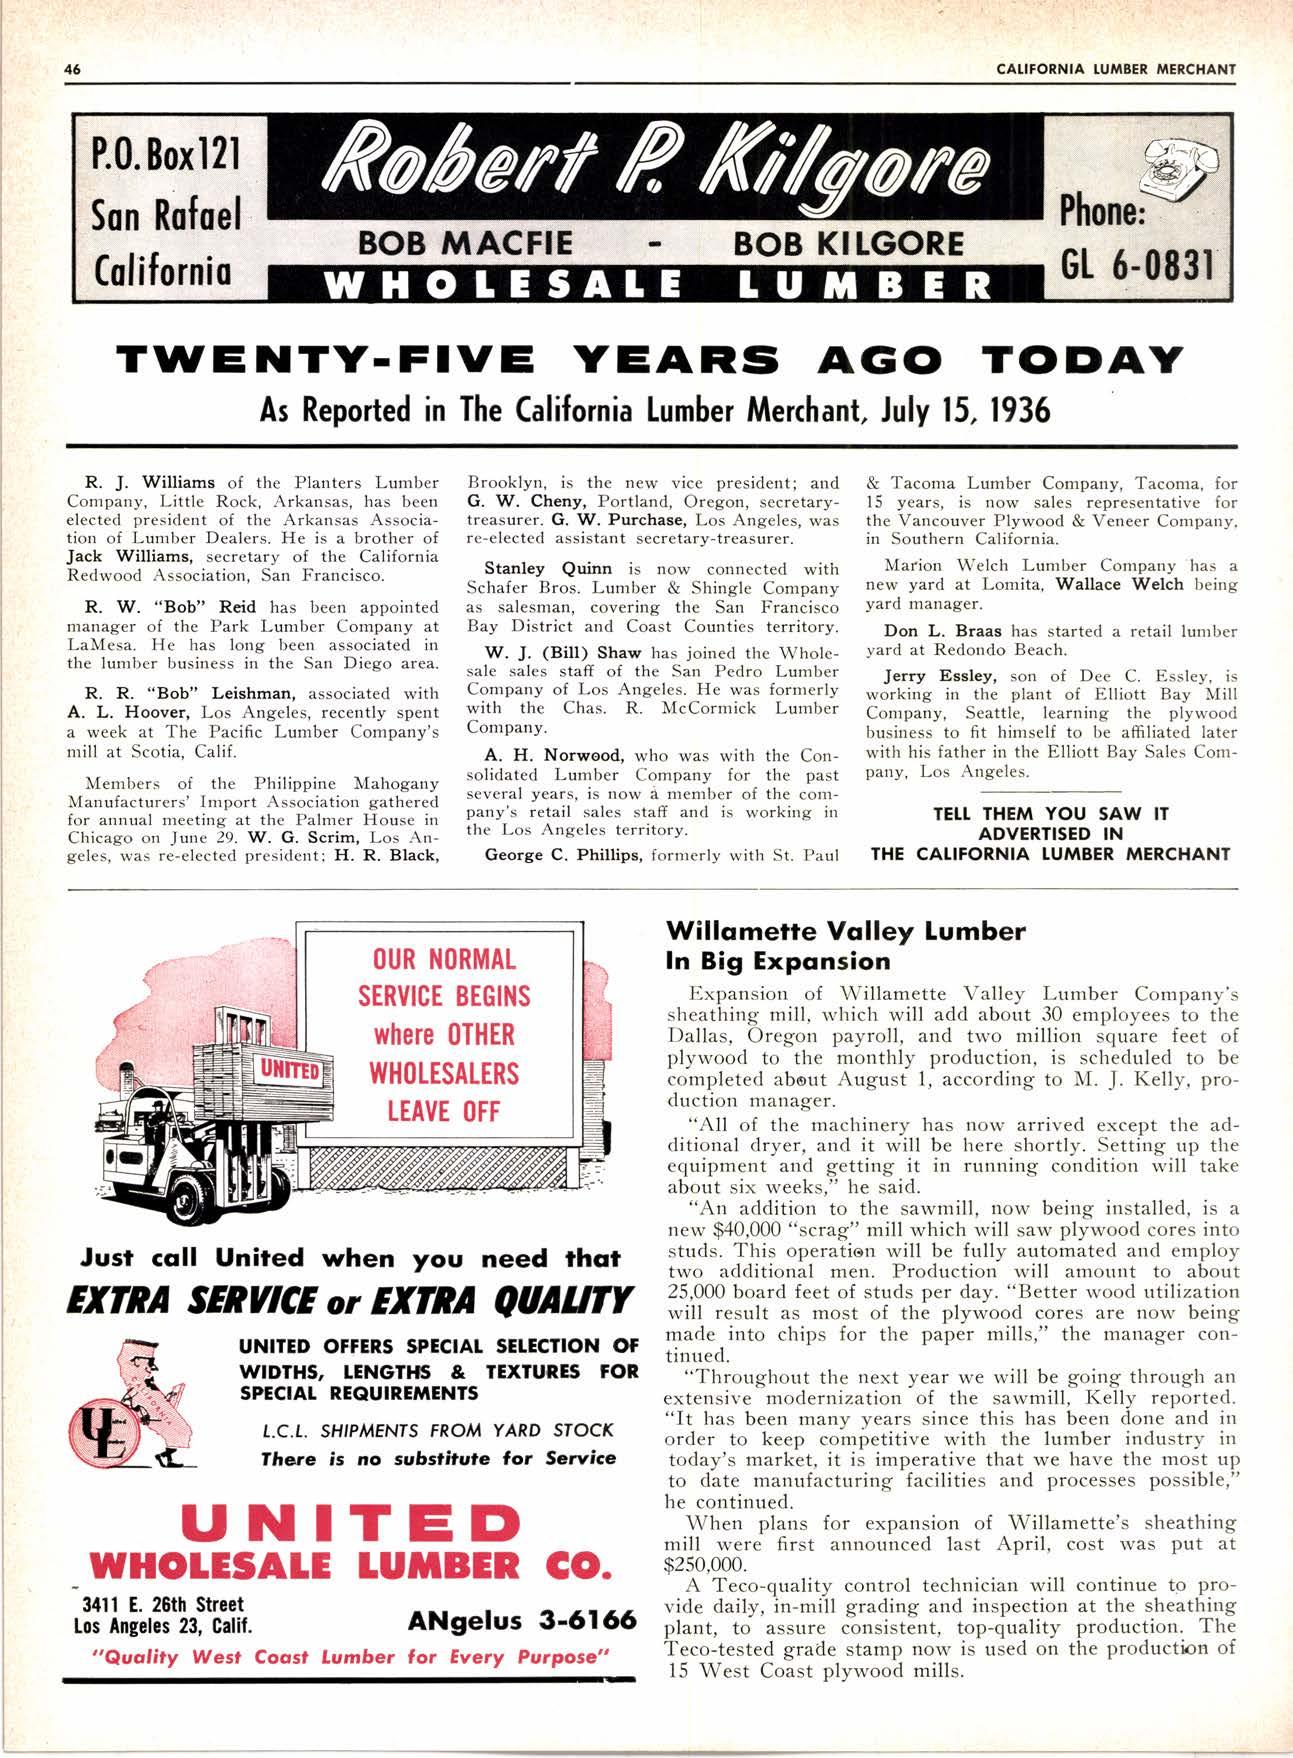 46
CALIFORNIA LUMBER MERCHANT
P.O. Box 121
San Rafael
California
Robert P. Kilgore
BOB MACFIE - BOB KILGORE
WHOLESALE LUMBER
Phone:
GL 6-0831
TWENTY-FIVE YEARS AGO TODAY
As Reported in The California Lumber Merchant, July 15, 1936
R. J. Williams of the Planters Lumber
Company, Little Rock, Arkansas, has been
elected president of the Arkansas Associa-
tion of Lumber Dealers. He is a brother of
Jack Williams, secretary of the California
Redwood Association, San Francisco.
R. W. "Bob" Reid has been appointed
manager of the Park Lumber Company at
LaMesa. He has long been associated in
the lumber business in the San Diego area.
R. R. "Bob" Leishman, associated with
A. L. Hoover, Los Angeles, recently spent
a week at The Pacific Lumber Company's
mill at Scotia, Calif.
Members of the Philippine Mahogany
Manufacturers' Import Association gathered
for annual meeting at the Palmer House in
Chicago on June 29. W. G. Scrim, Los An-
geles, was re-elected president; H. R. Black,
Brooklyn, is the new vice president; and
G. W. Cheny, Portland, Oregon, secretary-
treasurer. G. W. Purchase, Los Angeles, was
re-elected assistant secretary-treasurer.
Stanley Quinn is now connected with
Schafer Bros. Lumber & Shingle Company
as salesman, covering the San Francisco
Bay District and Coast Counties territory.
W. J. (Bill) Shaw has joined the Whole-
sale sales staff of the San Pedro Lumber
Company of Los Angeles. He was formerly
with the Chas. R. McCormick Lumber
Company.
A. H. Norwood, who was with the Con-
solidated Lumber Company for the past
several years, is now a member of the com-
pany's retail sales staff and is working in
the Los Angeles territory.
George C. Phillips, formerly with St. Paul
& Tacoma Lumber Company, Tacoma, for
15 years, is now sales representative for
the Vancouver Plywood & Veneer Company,
in Southern California.
Marion Welch Lumber Company has a
new yard at Lomita, Wallace Welch being
yard manager.
Don L. Braas has started a retail lumber
yard at Redondo Beach.
Jerry Essley, son of Dee C. Essley, is
working in the plant of Elliott Bay Mill
Company, Seattle, learning the plywood
business to fit himself to be affiliated later
with his father in the Elliott Bay Sales Com-
pany, Los Angeles.
TELL THEM YOU SAW IT
ADVERTISED IN
THE CALIFORNIA LUMBER MERCHANT
OUR NORMAL
SERVICE BEGINS
where OTHER
WHOLESALERS
LEAVE OFF
UNITED
Just call United when you need that
EXTRA SERVICE or EXTRA QUALITY
CALIFORNIA
United
Lumber
UNITED OFFERS SPECIAL SELECTION OF
WIDTHS, LENGTHS & TEXTURES FOR
SPECIAL REQUIREMENTS
L.C.L. SHIPMENTS FROM YARD STOCK
There is no substitute for Service
UNITED
WHOLESALE LUMBER CO.
3411 E. 26th Street
Los Angeles 23, Calif.
ANgelus 3-6166
"Quality West Coast Lumber for Every Purpose"
Willamette Valley Lumber
In Big Expansion
Expansion of Willamette Valley Lumber Company's
sheathing mill, which will add about 30 employees to the
Dallas, Oregon payroll, and two million square feet of
plywood to the monthly production, is scheduled to be
completed about August 1, according to M. J. Kelly, pro-
duction manager.
"All of the machinery has now arrived except the ad-
ditional dryer, and it will be here shortly. Setting up the
equipment and getting it in running condition will take
about six weeks," he said.
"An addition to the sawmill, now being installed, is a
new $40,000 "scrag" mill which will saw plywood cores into
studs. This operation will be fully automated and employ
two additional men. Production will amount to about
25,000 board feet of studs per day. "Better wood utilization
will result as most of the plywood cores are now being
made into chips for the paper mills," the manager con-
tinued.
"Throughout the next year we will be going through an
extensive modernization of the sawmill, Kelly reported.
"It has been many years since this has been done and in
order to keep competitive with the lumber industry in
today's market, it is imperative that we have the most up
to date manufacturing facilities and processes possible,"
he continued.
When plans for expansion of Willamette's sheathing
mill were first announced last April, cost was put at
$250,000.
A Teco-quality control technician will continue to pro-
vide daily, in-mill grading and inspection at the sheathing
plant, to assure consistent, top-quality production. The
Teco-tested grade stamp now is used on the production of
15 West Coast plywood mills.